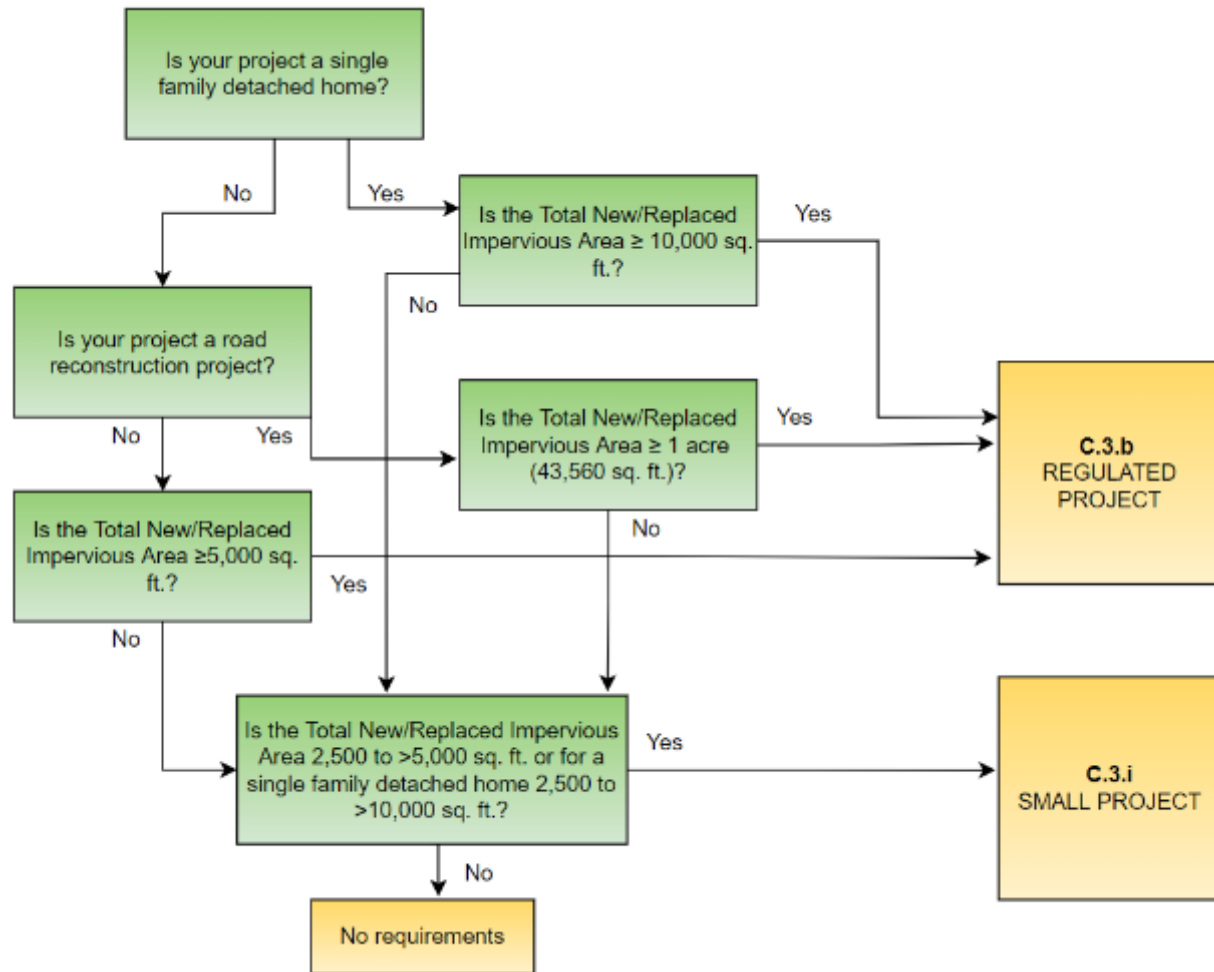 Is your project a single
family detached home?
No
Yes
Is the Total New/Replaced
Impervious Area ≥ 10,000 sq.
ft.?
Yes
No
Is your project a road
reconstruction project?
No
Yes
Is the Total New/Replaced
Impervious Area ≥ 1 acre
(43,560 sq. ft.)?
Yes
No
C.3.b
REGULATED
PROJECT
Is the Total New/Replaced
Impervious Area ≥5,000 sq.
ft.?
Yes
No
Is the Total New/Replaced Impervious
Area 2,500 to >5,000 sq. ft. or for a
single family detached home 2,500 to
>10,000 sq. ft.?
Yes
No
C.3.i
SMALL PROJECT
No requirements